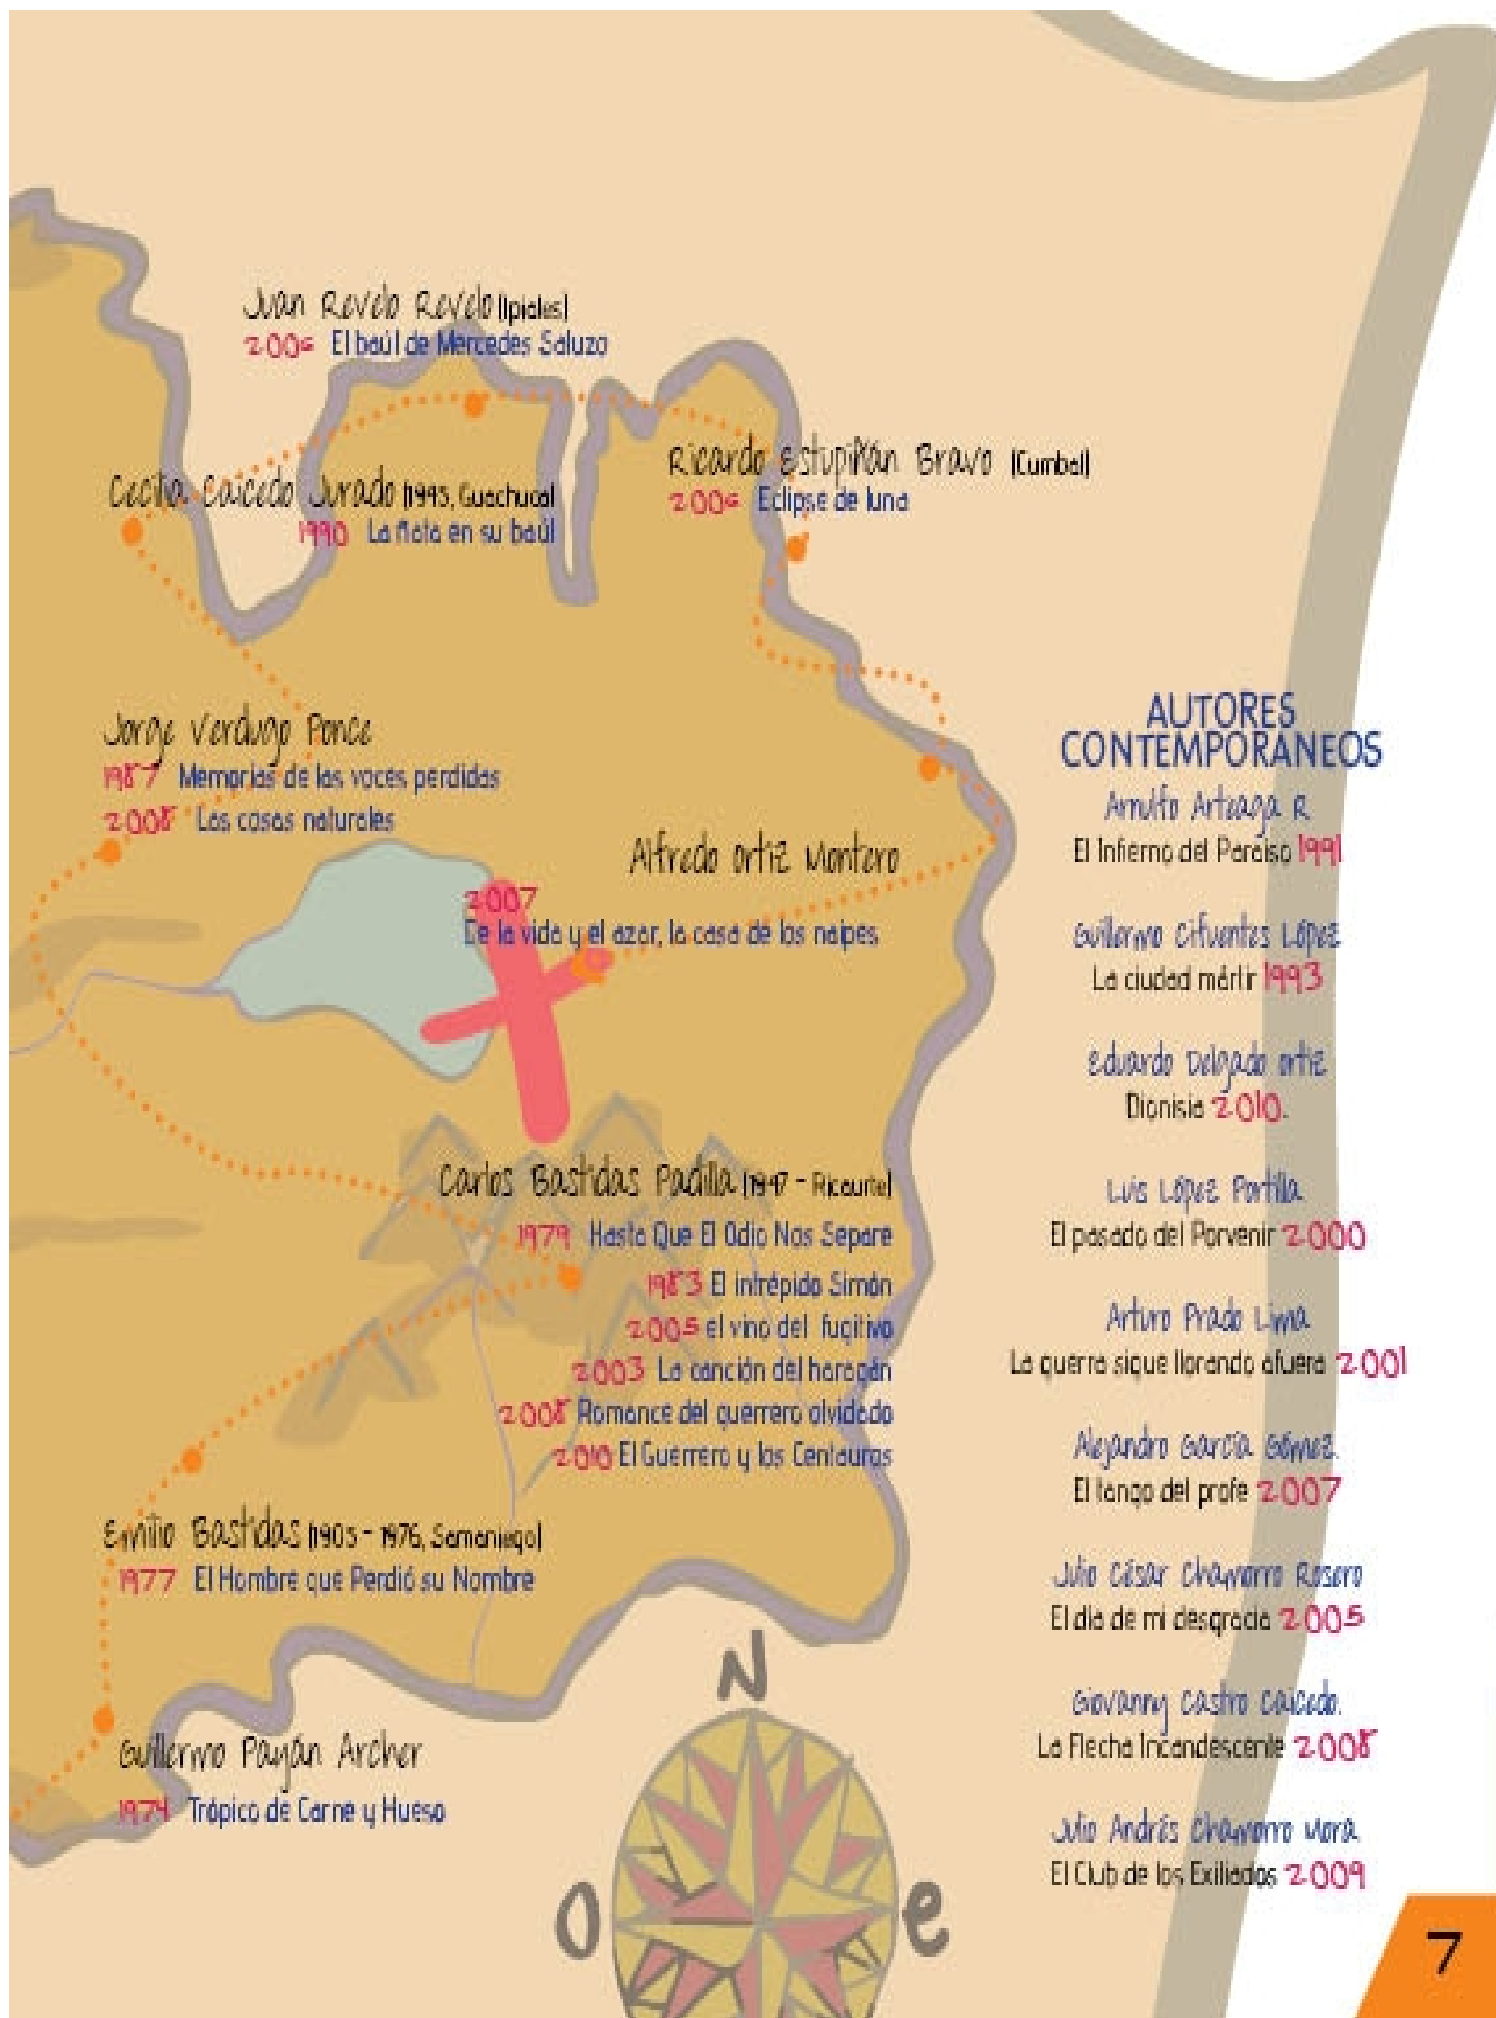 Juan Revelo Revelo (Ipiales)
2006 El baúl de Mercedes Saluzo
Ricardo Estupiñán Bravo (Cumbal)
2006 Eclipse de luna
Cecilia Caicedo Jurado (1945, Guachucal
1990 La ñata en su baúl
Jorge Verdugo Ponce
1987 Memorias de las voces perdidas
2008 Las cosas naturales
Alfredo Ortiz Montero
2007
De la vida y el azar, la casa de los naipes
Carlos Bastidas Padilla (1947 - Ricaurte)
1979 Hasta Que El Odio Nos Separe
1983 El intrépido Simón
2005 el vino del fugitivo
2003 La canción del haragán
2008 Romance del guerrero olvidado
2010 El Guerrero y los Centauros
Emilio Bastidas (1905 - 1976, Samaniego)
1977 El Hombre que Perdió su Nombre
Guillermo Payán Archer
1974 Trópico de Carne y Hueso
N
O
e
AUTORES
CONTEMPORANEOS
Arnulfo Arteaga R
El Infierno del Paraiso 1991
Guillermo Cifuentes López
La ciudad mártir 1993
Eduardo Delgado Ortiz
Dionisia 2010.
Luis López Portilla
El pasado del Porvenir 2000
Arturo Prado Lima
La guerra sigue llorando afuera 2001
Alejandro García Gómez.
El tango del profe 2007
Julio César Chamorro Rosero
El dia de mi desgracia 2005
Giovanny Castro Caicedo.
La Flecha Incandescente 2008
Julio Andrés Chamorro Mora
El Club de los Exiliados 2009
7